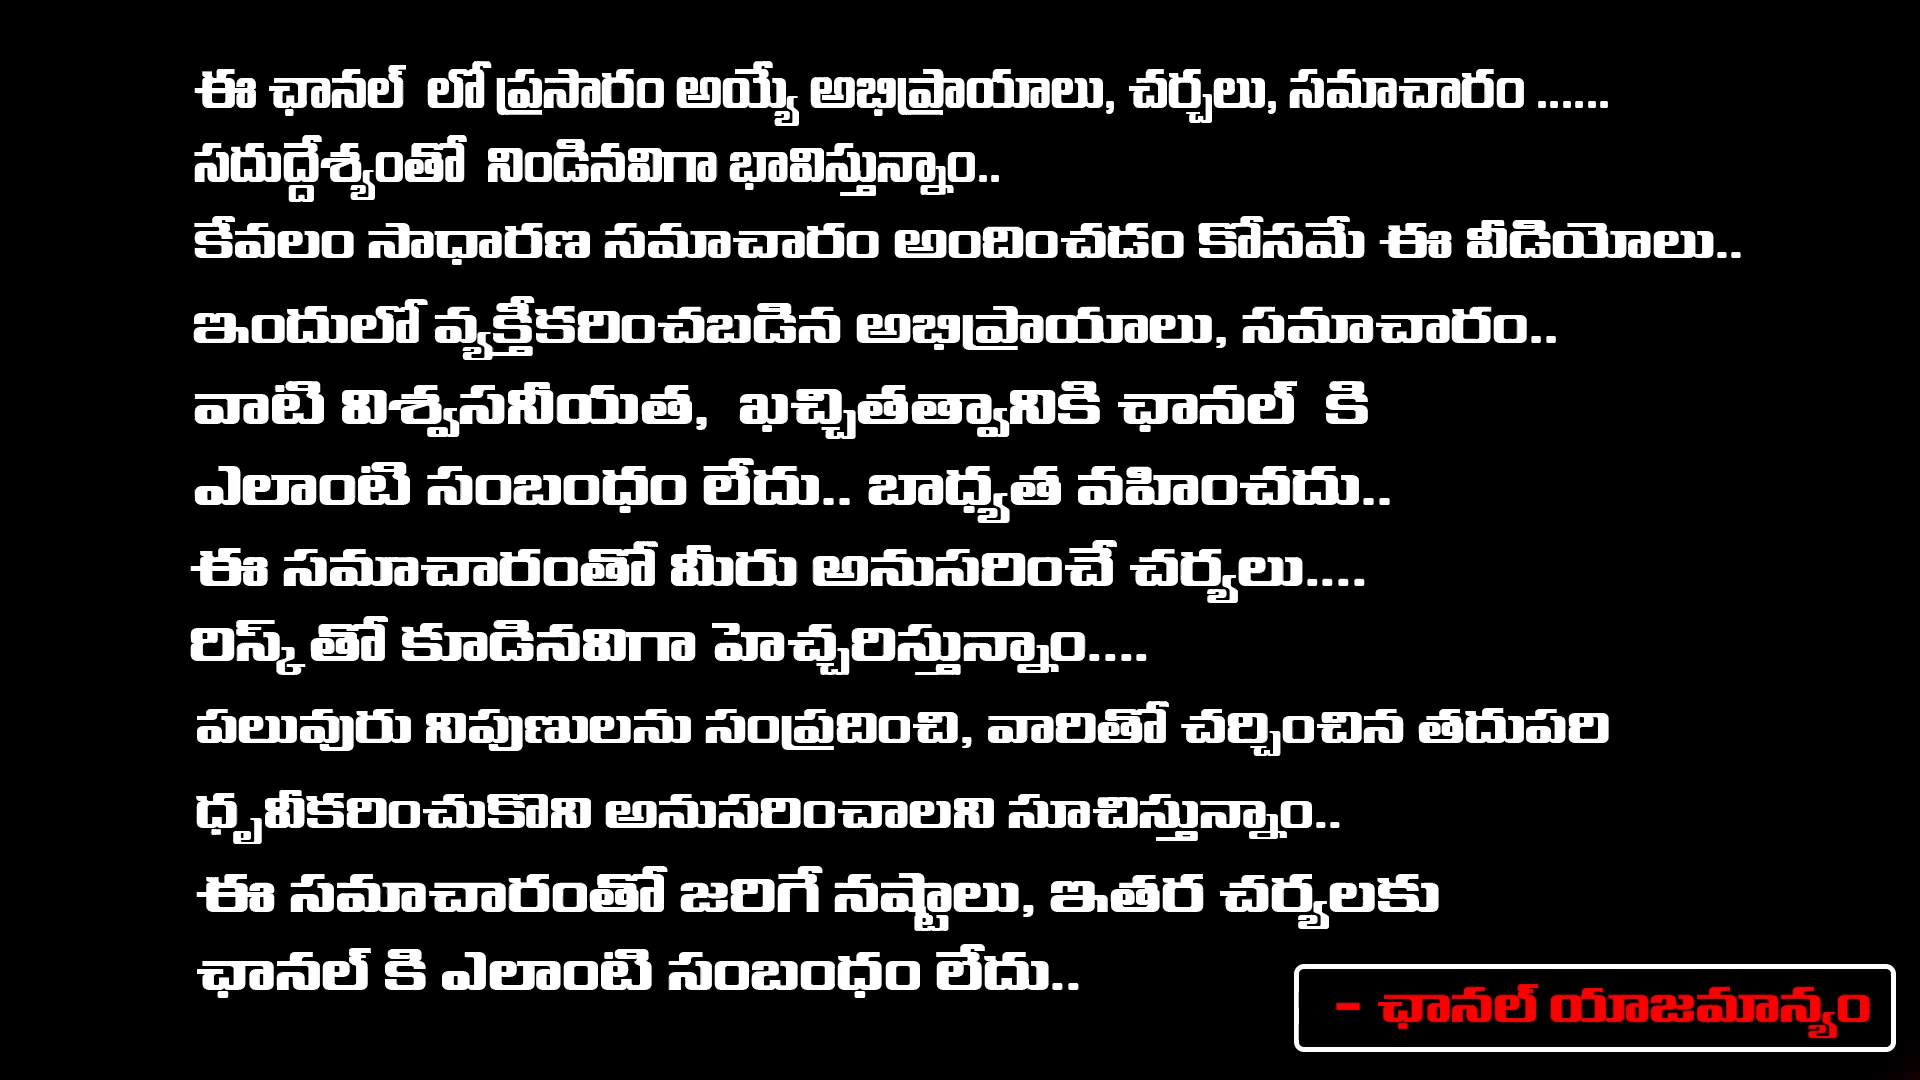 ఈ ఛానల్ లో ప్రసారం అయ్యే అభిప్రాయాలు, చర్చలు, సమాచారం ......
సదుద్దేశ్యంతో నిండినవిగా భావిస్తున్నాం..
కేవలం సాధారణ సమాచారం అందించడం కోసమే ఈ వీడియోలు..
ఇందులో వ్యక్తీకరించబడిన అభిప్రాయాలు, సమాచారం..
వాటి విశ్వసనీయత, ఖచ్చితత్వానికి ఛానల్ కి
ఎలాంటి సంబంధం లేదు.. బాధ్యత వహించదు..
ఈ సమాచారంతో మీరు అనుసరించే చర్యలు....
రిస్క్ తో కూడినవిగా హెచ్చరిస్తున్నాం....
పలువురు నిపుణులను సంప్రదించి, వారితో చర్చించిన తదుపరి
ధృవీకరించుకొని అనుసరించాలని సూచిస్తున్నాం..
ఈ సమాచారంతో జరిగే నష్టాలు, ఇతర చర్యలకు
ఛానల్ కి ఎలాంటి సంబంధం లేదు..
- ఛానల్ యాజమాన్యం